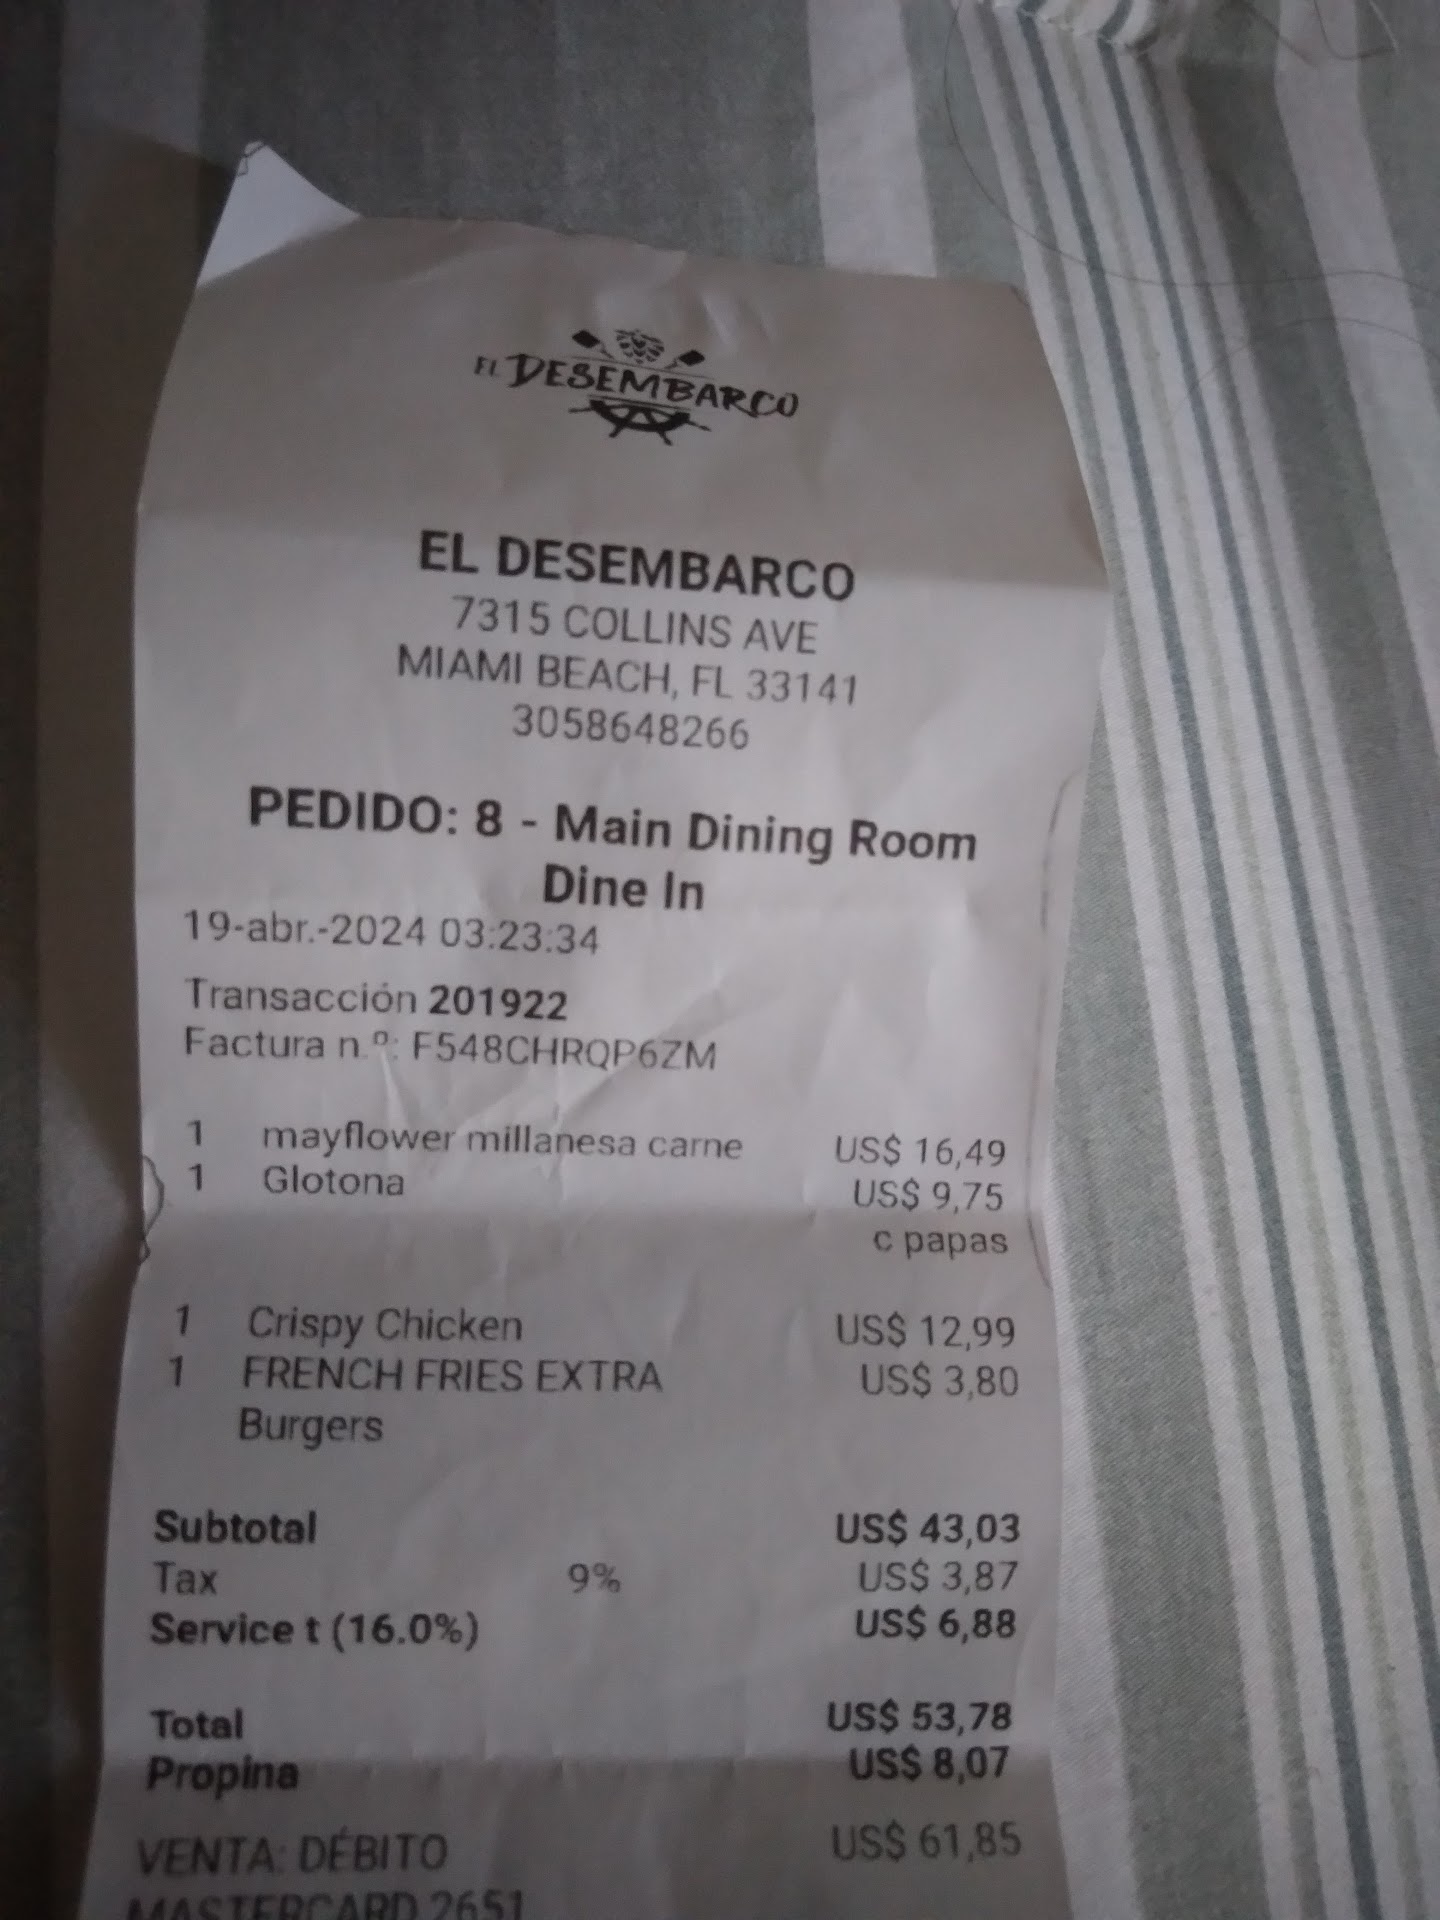 EL DESEMBARCO
EL DESEMBARCO
7315 COLLINS AVE
MIAMI BEACH, FL 33141
3058648266
PEDIDO: 8 - Main Dining Room
Dine In
19-abr.-2024 03:23:34
Transacción 201922
Factura n.º: F548CHRQP6ZM
1 mayflower millanesa carne US$ 16,49
1 Glotona US$ 9,75
c papas
1 Crispy Chicken US$ 12,99
1 FRENCH FRIES EXTRA US$ 3,80
Burgers
Subtotal US$ 43,03
Tax 9% US$ 3,87
Service t (16.0%) US$ 6,88
Total US$ 53,78
Propina US$ 8,07
VENTA: DÉBITO US$ 61,85
MASTERCARD 2651